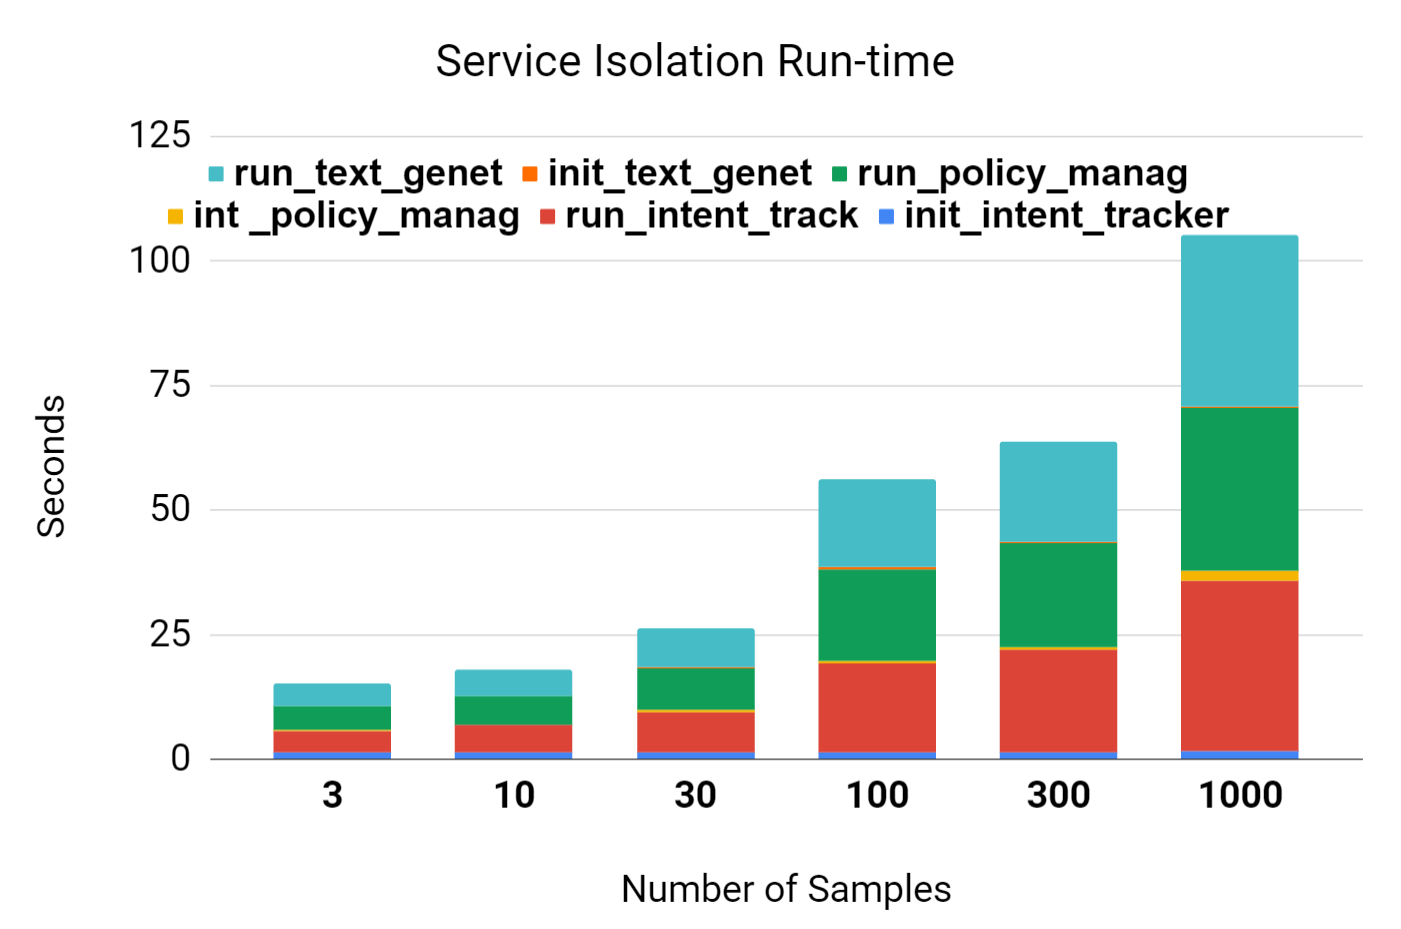 Service Isolation Run-time
125
run_text_genet init_text_genet run_policy_manag
int _policy_manag run_intent_track init_intent_tracker
100
75
50
25
0
Seconds
3 10 30 100 300 1000
Number of Samples